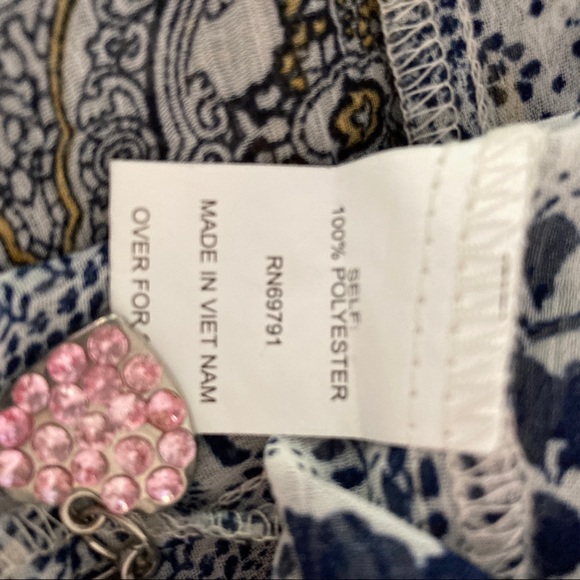 SELF:
100% POLYESTER
RN69791
MADE IN VIET NAM
OVER FOR